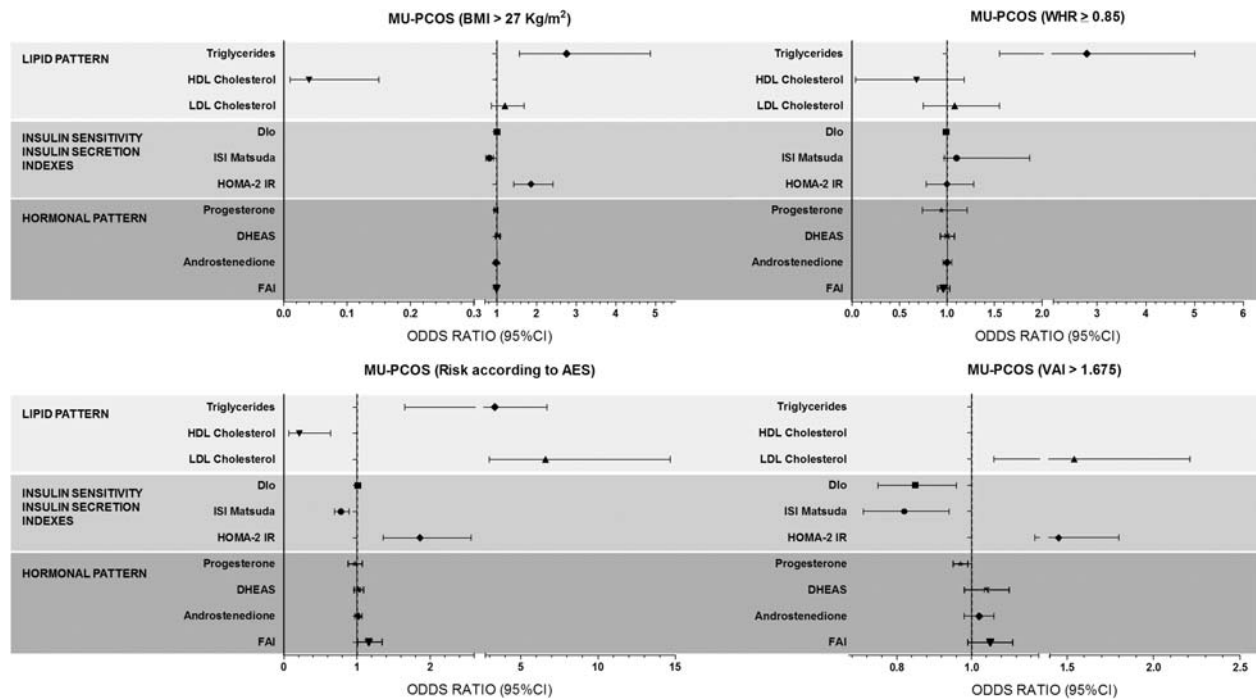 MU-PCOS (BMI > 27 Kg/m²)
LIPID PATTERN
Triglycerides
HDL Cholesterol
LDL Cholesterol
INSULIN SENSITIVITY
INSULIN SECRETION
INDEXES
DIo
ISI Matsuda
HOMA-2 IR
HORMONAL PATTERN
Progesterone
DHEAS
Androstenedione
FAI
0.0 0.1 0.2 0.3 1 2 3 4 5
ODDS RATIO (95%CI)
MU-PCOS (WHR ≥ 0.85)
Triglycerides
HDL Cholesterol
LDL Cholesterol
DIo
ISI Matsuda
HOMA-2 IR
Progesterone
DHEAS
Androstenedione
FAI
0.0 0.5 1.0 1.5 2.0 3 4 5 6
ODDS RATIO (95%CI)
MU-PCOS (Risk according to AES)
LIPID PATTERN
Triglycerides
HDL Cholesterol
LDL Cholesterol
INSULIN SENSITIVITY
INSULIN SECRETION
INDEXES
DIo
ISI Matsuda
HOMA-2 IR
HORMONAL PATTERN
Progesterone
DHEAS
Androstenedione
FAI
0 1 2 5 10 15
ODDS RATIO (95%CI)
MU-PCOS (VAI > 1.675)
Triglycerides
HDL Cholesterol
LDL Cholesterol
DIo
ISI Matsuda
HOMA-2 IR
Progesterone
DHEAS
Androstenedione
FAI
0.8 1.0 1.5 2.0 2.5
ODDS RATIO (95%CI)